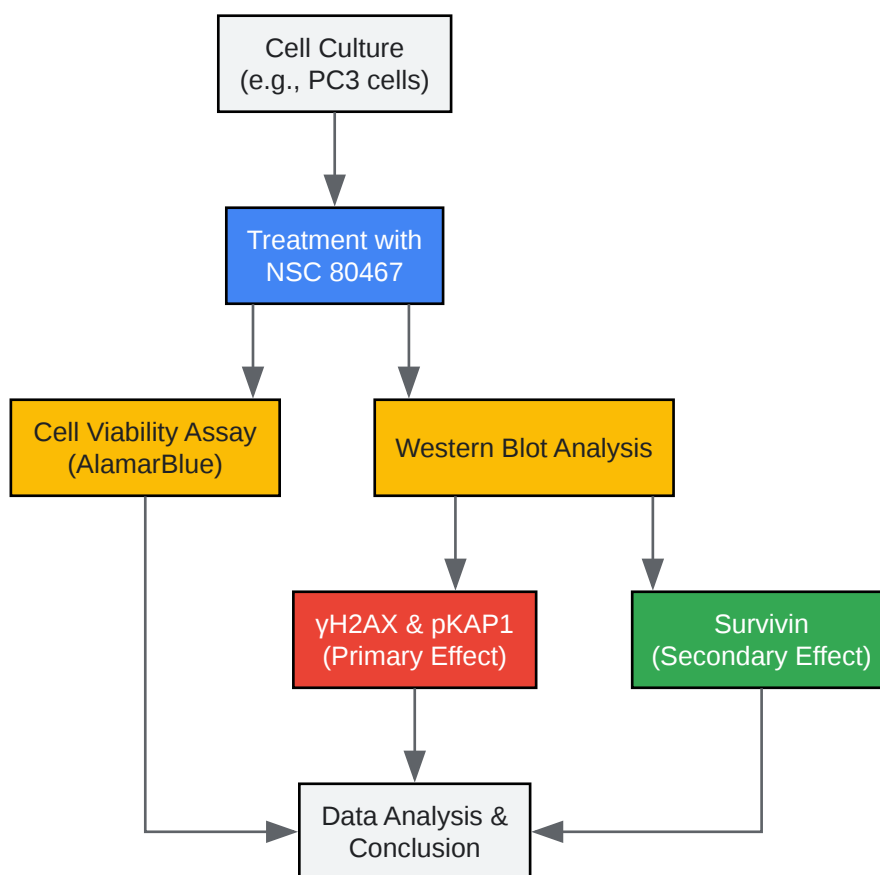 Cell Culture
(e.g., PC3 cells)
Treatment with
NSC 80467
Cell Viability Assay
(AlamarBlue)
Western Blot Analysis
γH2AX & pKAP1
(Primary Effect)
Survivin
(Secondary Effect)
Data Analysis &
Conclusion